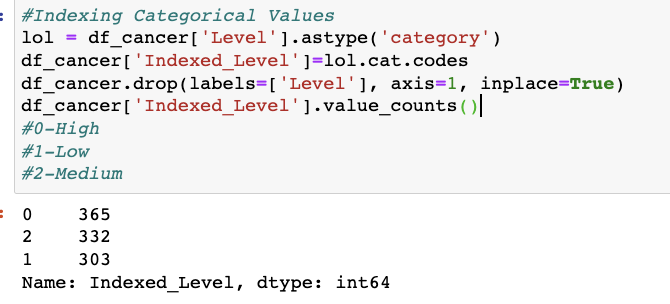 #Indexing Categorical Values
lol = df_cancer['Level'].astype('category')
df_cancer['Indexed_Level']=lol.cat.codes
df_cancer.drop(labels=['Level'], axis=1, inplace=True)
df_cancer['Indexed_Level'].value_counts()
#0-High
#1-Low
#2-Medium
0    365
2    332
1    303
Name: Indexed_Level, dtype: int64